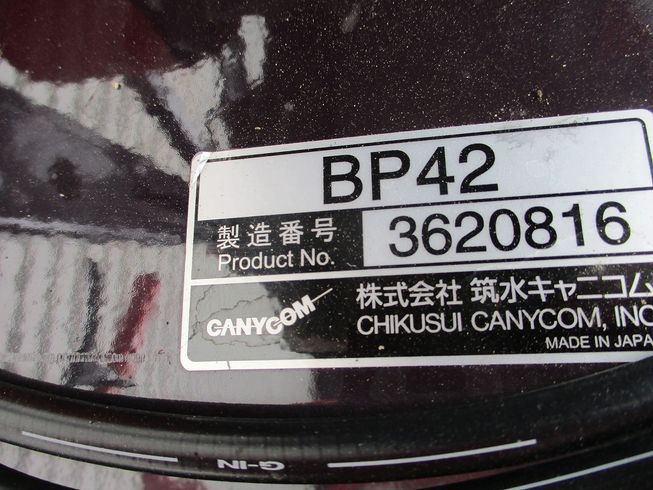 BP42
製造番号
Product No.
3620816
CANYCOM
株式会社 筑水キャニコム
CHIKUSUI CANYCOM, INC
MADE IN JAPAN
G-IN